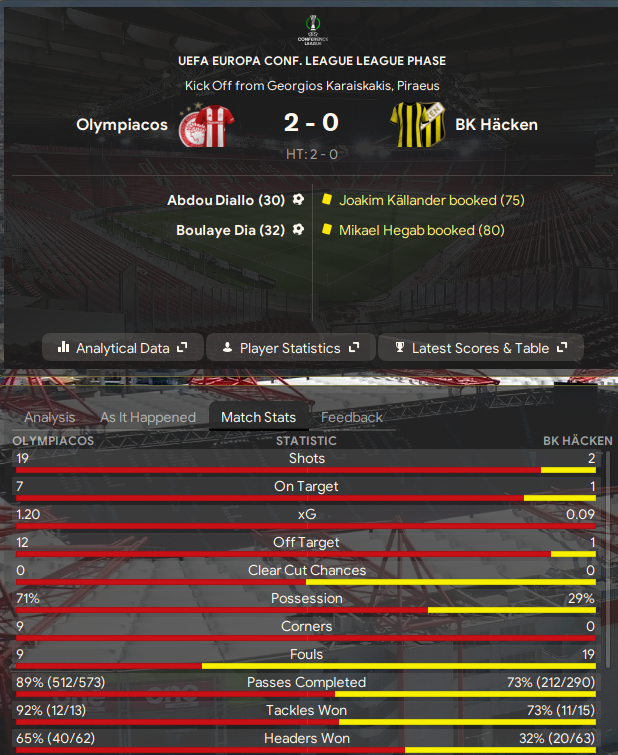 UEFA
CONFERENCE
LEAGUE
UEFA EUROPA CONF. LEAGUE LEAGUE PHASE
Kick Off from Georgios Karaiskakis, Piraeus
Olympiacos 2 - 0 BK Häcken
HT: 2 - 0
Abdou Diallo (30) Joakim Källander booked (75)
Boulaye Dia (32) Mikael Hegab booked (80)
Analytical Data Player Statistics Latest Scores & Table
Analysis As It Happened Match Stats Feedback
OLYMPIACOS STATISTIC BK HÄCKEN
19 Shots 2
7 On Target 1
1.20 xG 0.09
12 Off Target 1
0 Clear Cut Chances 0
71% Possession 29%
9 Corners 0
9 Fouls 19
89% (512/573) Passes Completed 73% (212/290)
92% (12/13) Tackles Won 73% (11/15)
65% (40/62) Headers Won 32% (20/63)